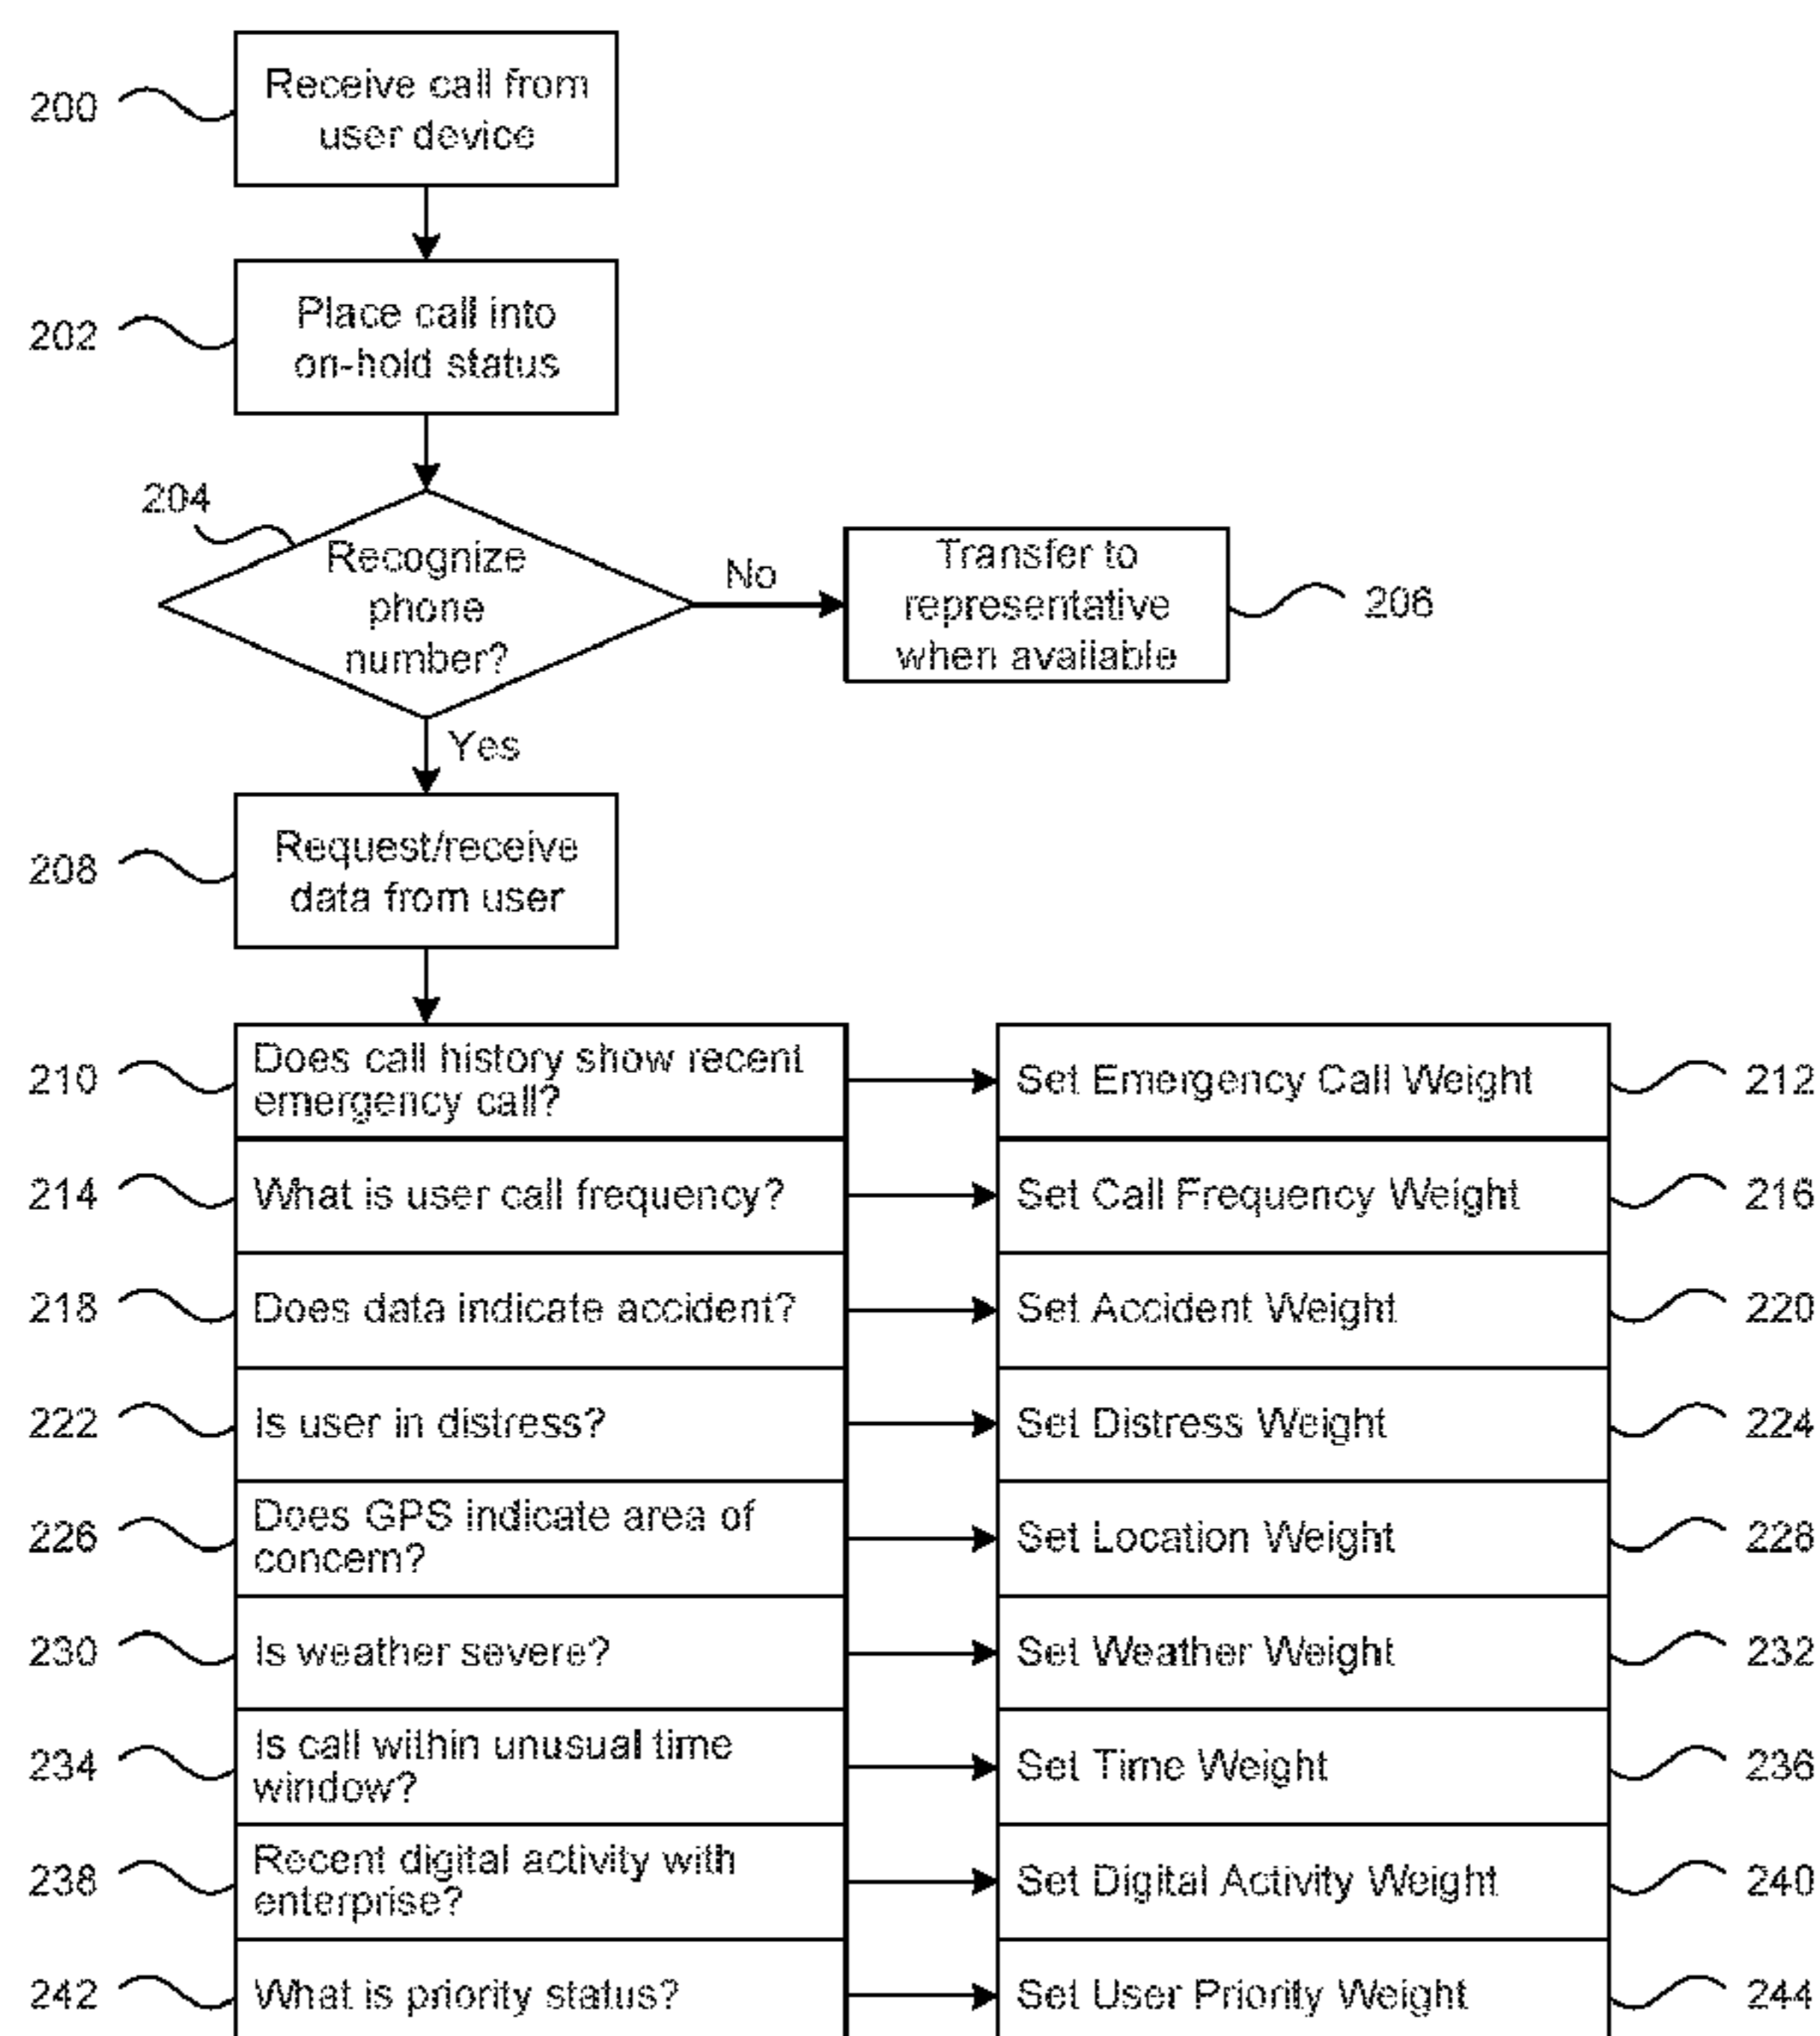 200
Receive call from
user device
202
Place call into
on-hold status
204
Recognize
phone
number?
No
Transfer to
representative
when available
206
Yes
208
Request/receive
data from user
210
Does call history show recent
emergency call?
Set Emergency Call Weight
212
214
What is user call frequency?
Set Call Frequency Weight
216
218
Does data indicate accident?
Set Accident Weight
220
222
Is user in distress?
Set Distress Weight
224
226
Does GPS indicate area of
concern?
Set Location Weight
228
230
Is weather severe?
Set Weather Weight
232
234
Is call within unusual time
window?
Set Time Weight
236
238
Recent digital activity with
enterprise?
Set Digital Activity Weight
240
242
What is priority status?
Set User Priority Weight
244